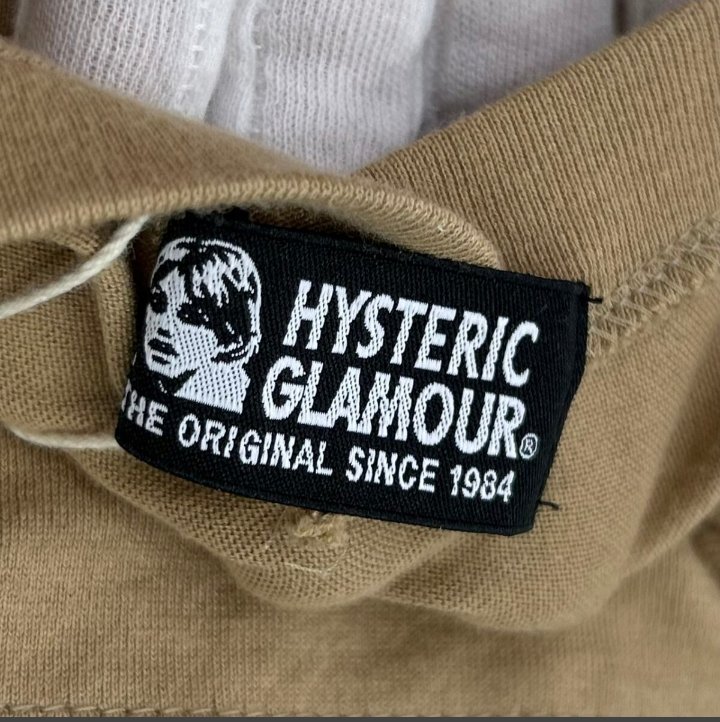 HYSTERIC
GLAMOUR®
THE ORIGINAL SINCE 1984